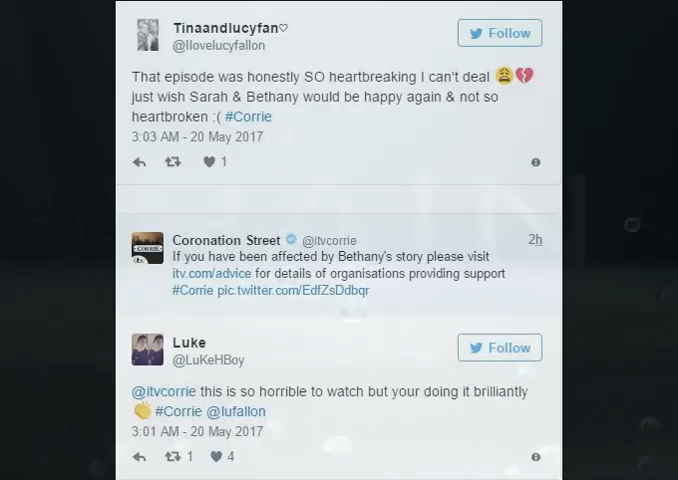 Tinaandlucyfan♡
@Ilovelucyfallon
Follow
That episode was honestly SO heartbreaking I can't deal 😩💔
just wish Sarah & Bethany would be happy again & not so
heartbroken :( #Corrie
3:03 AM - 20 May 2017
1
Coronation Street @itvcorrie 2h
If you have been affected by Bethany's story please visit
itv.com/advice for details of organisations providing support
#Corrie pic.twitter.com/EdfZsDdbqr
Luke
@LuKeHBoy
Follow
@itvcorrie this is so horrible to watch but your doing it brilliantly
👏 #Corrie @lufallon
3:01 AM - 20 May 2017
1 4